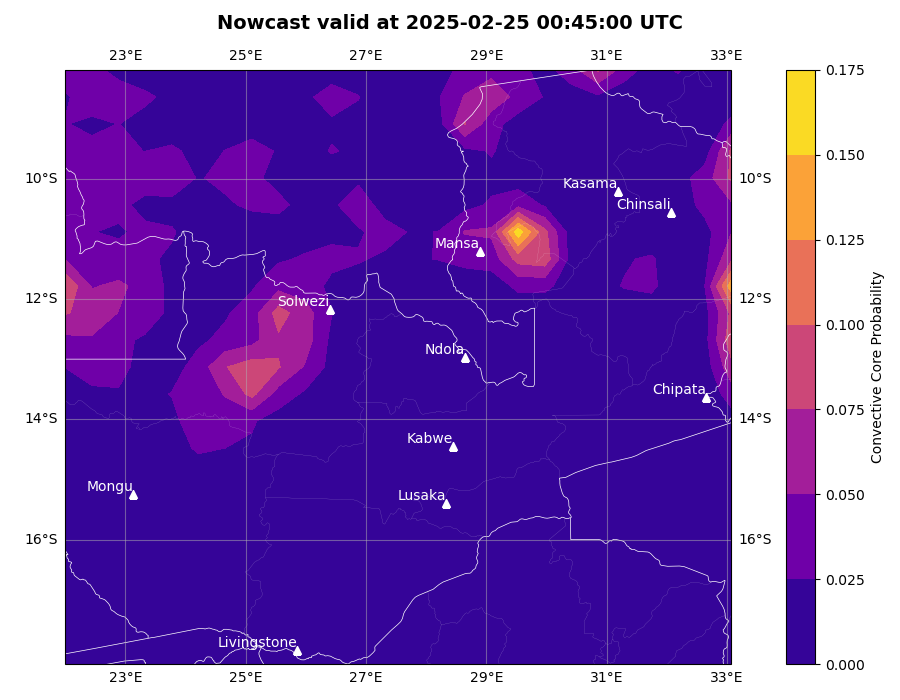 Nowcast valid at 2025-02-25 00:45:00 UTC
23°E 25°E 27°E 29°E 31°E 33°E
0.175
0.150
10°S 10°S
Kasama
Chinsali
0.125
Mansa
12°S 12°S
Solwezi
0.100
Ndola
Chipata
0.075
14°S 14°S
Kabwe
Mongu
Lusaka
0.050
16°S 16°S
0.025
Livingstone
0.000
23°E 25°E 27°E 29°E 31°E 33°E
Convective Core Probability